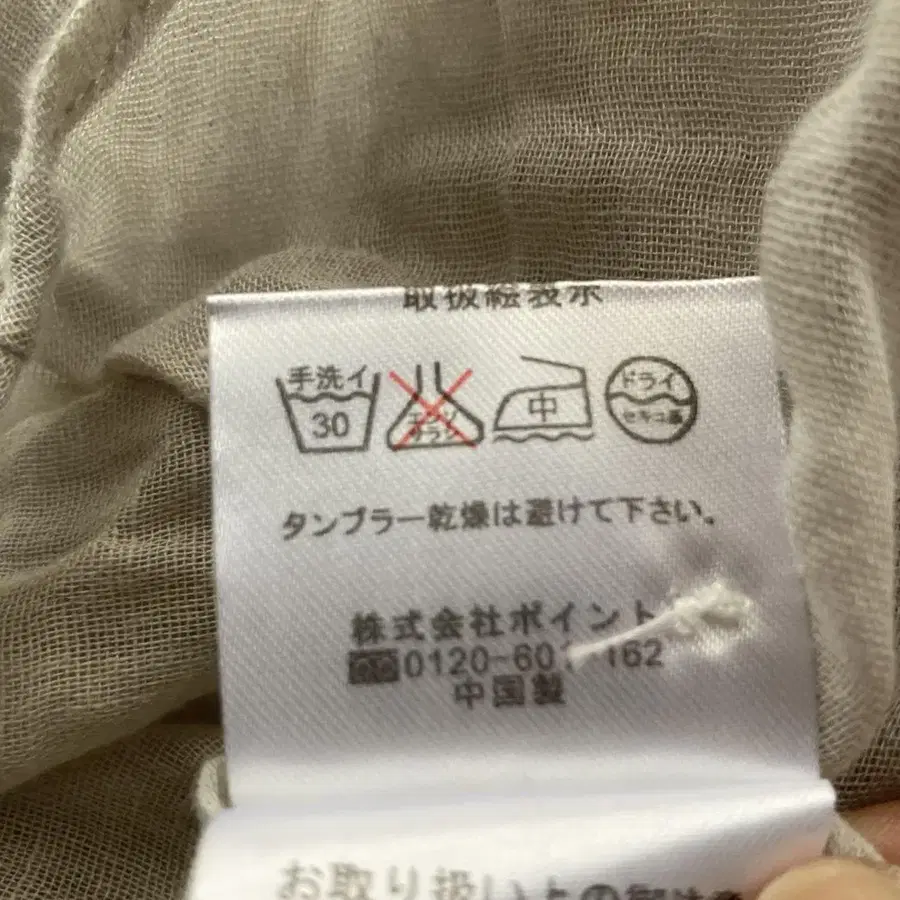 取扱絵表示
手洗イ
30
エンソ
サラシ
中
ドライ
セキユ系
タンブラー乾燥は避けて下さい。
株式会社ポイント
0120-601-162
中国製
お取り扱い上の御注意